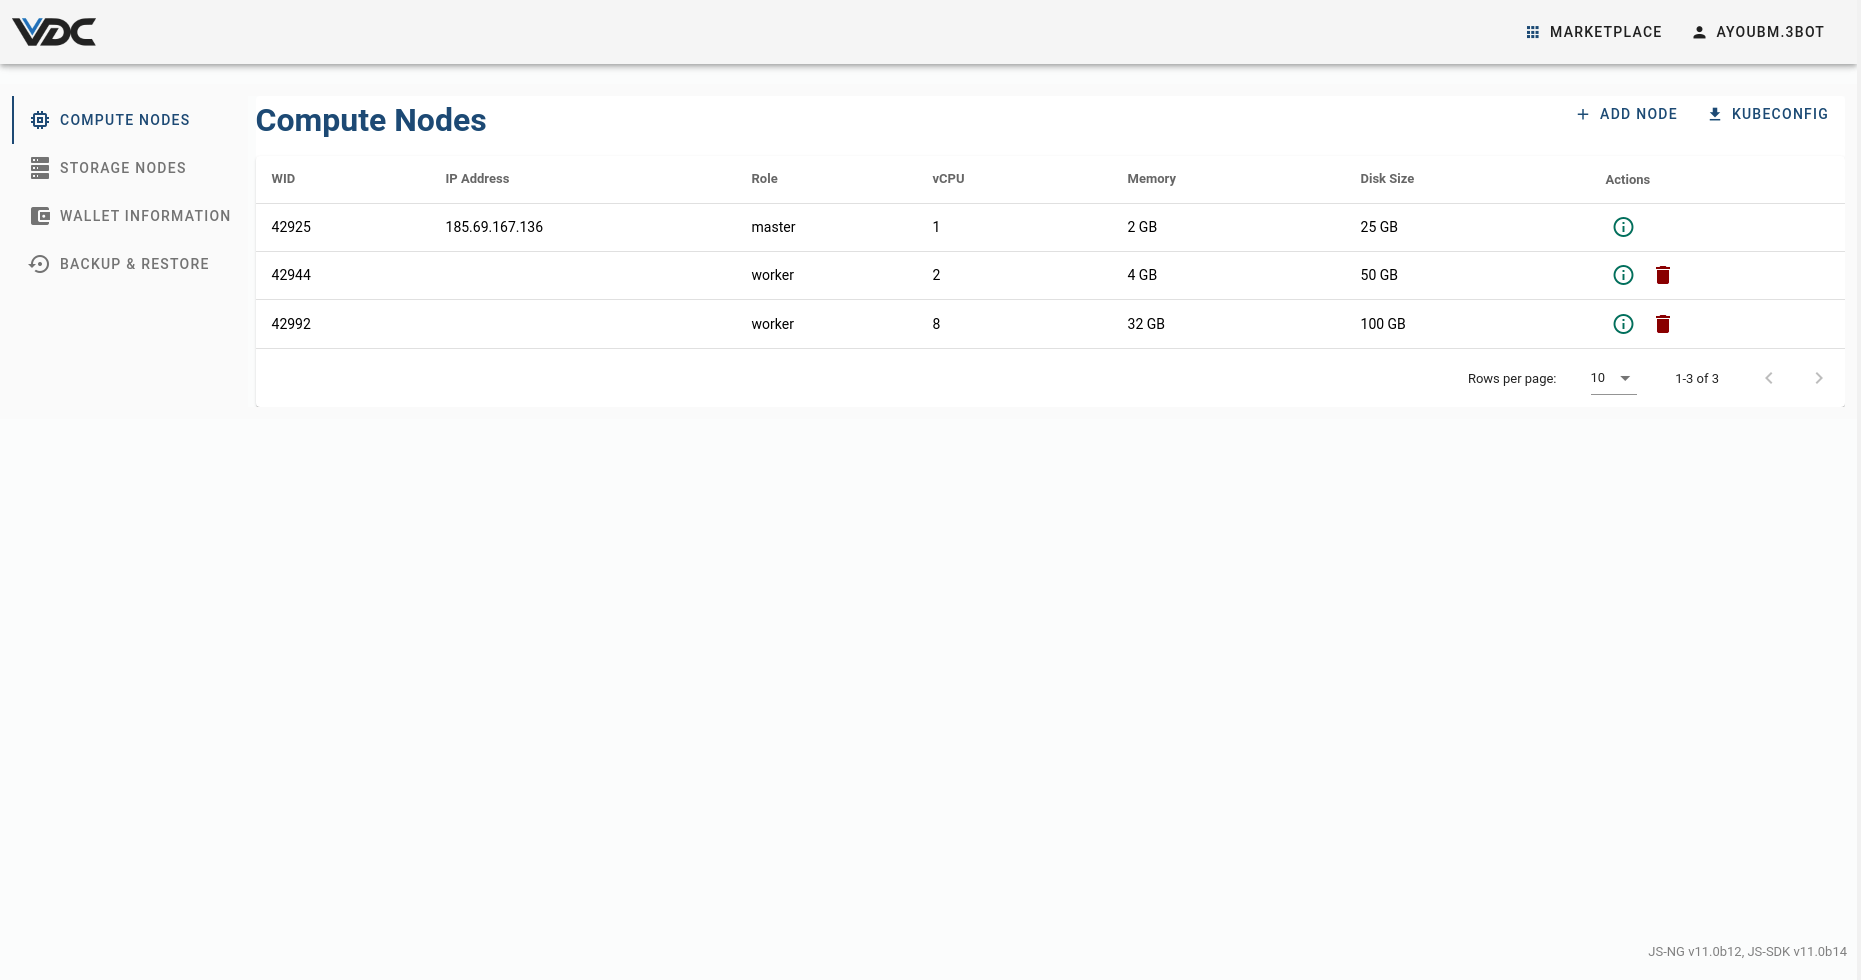 VDC
MARKETPLACE AYOUBM.3BOT
COMPUTE NODES
STORAGE NODES
WALLET INFORMATION
BACKUP & RESTORE
Compute Nodes
ADD NODE KUBECONFIG
WID IP Address Role vCPU Memory Disk Size Actions
42925 185.69.167.136 master 1 2 GB 25 GB
42944 worker 2 4 GB 50 GB
42992 worker 8 32 GB 100 GB
Rows per page: 10 1-3 of 3
JS-NG v11.0b12, JS-SDK v11.0b14